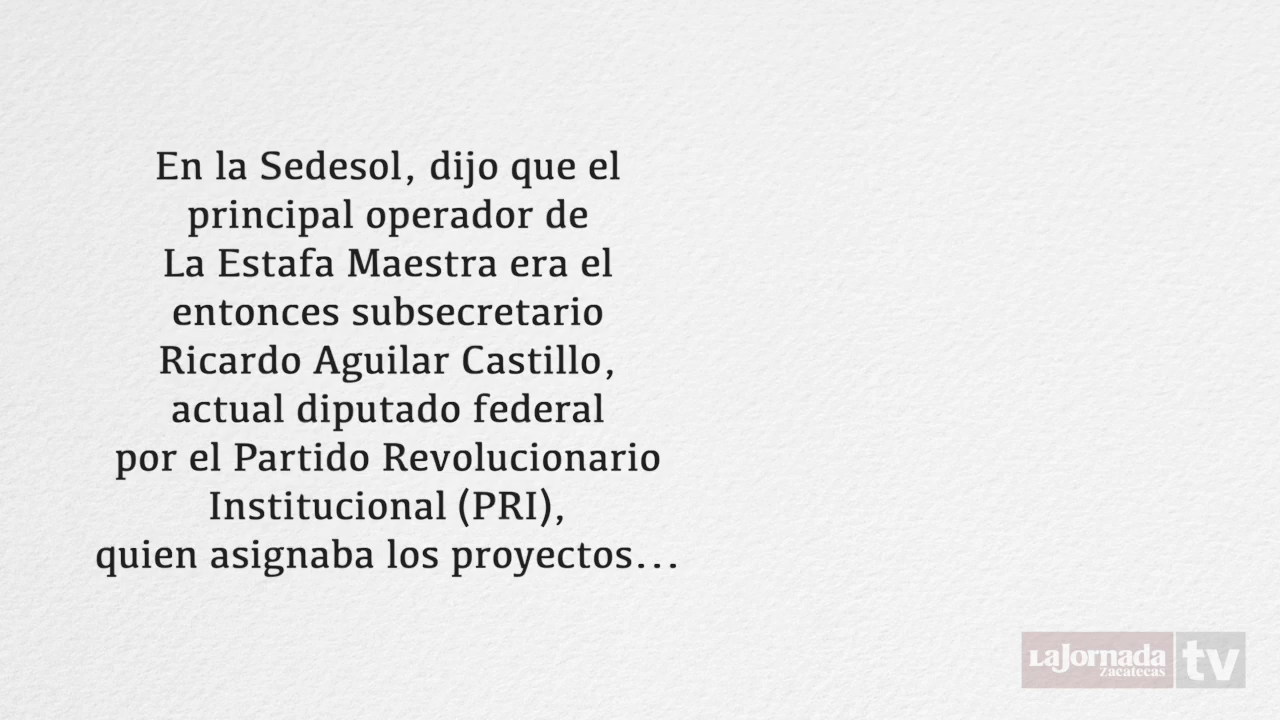 En la Sedesol, dijo que el
principal operador de
La Estafa Maestra era el
entonces subsecretario
Ricardo Aguilar Castillo,
actual diputado federal
por el Partido Revolucionario
Institucional (PRI),
quien asignaba los proyectos...
LaJornada tv
Zacatecas